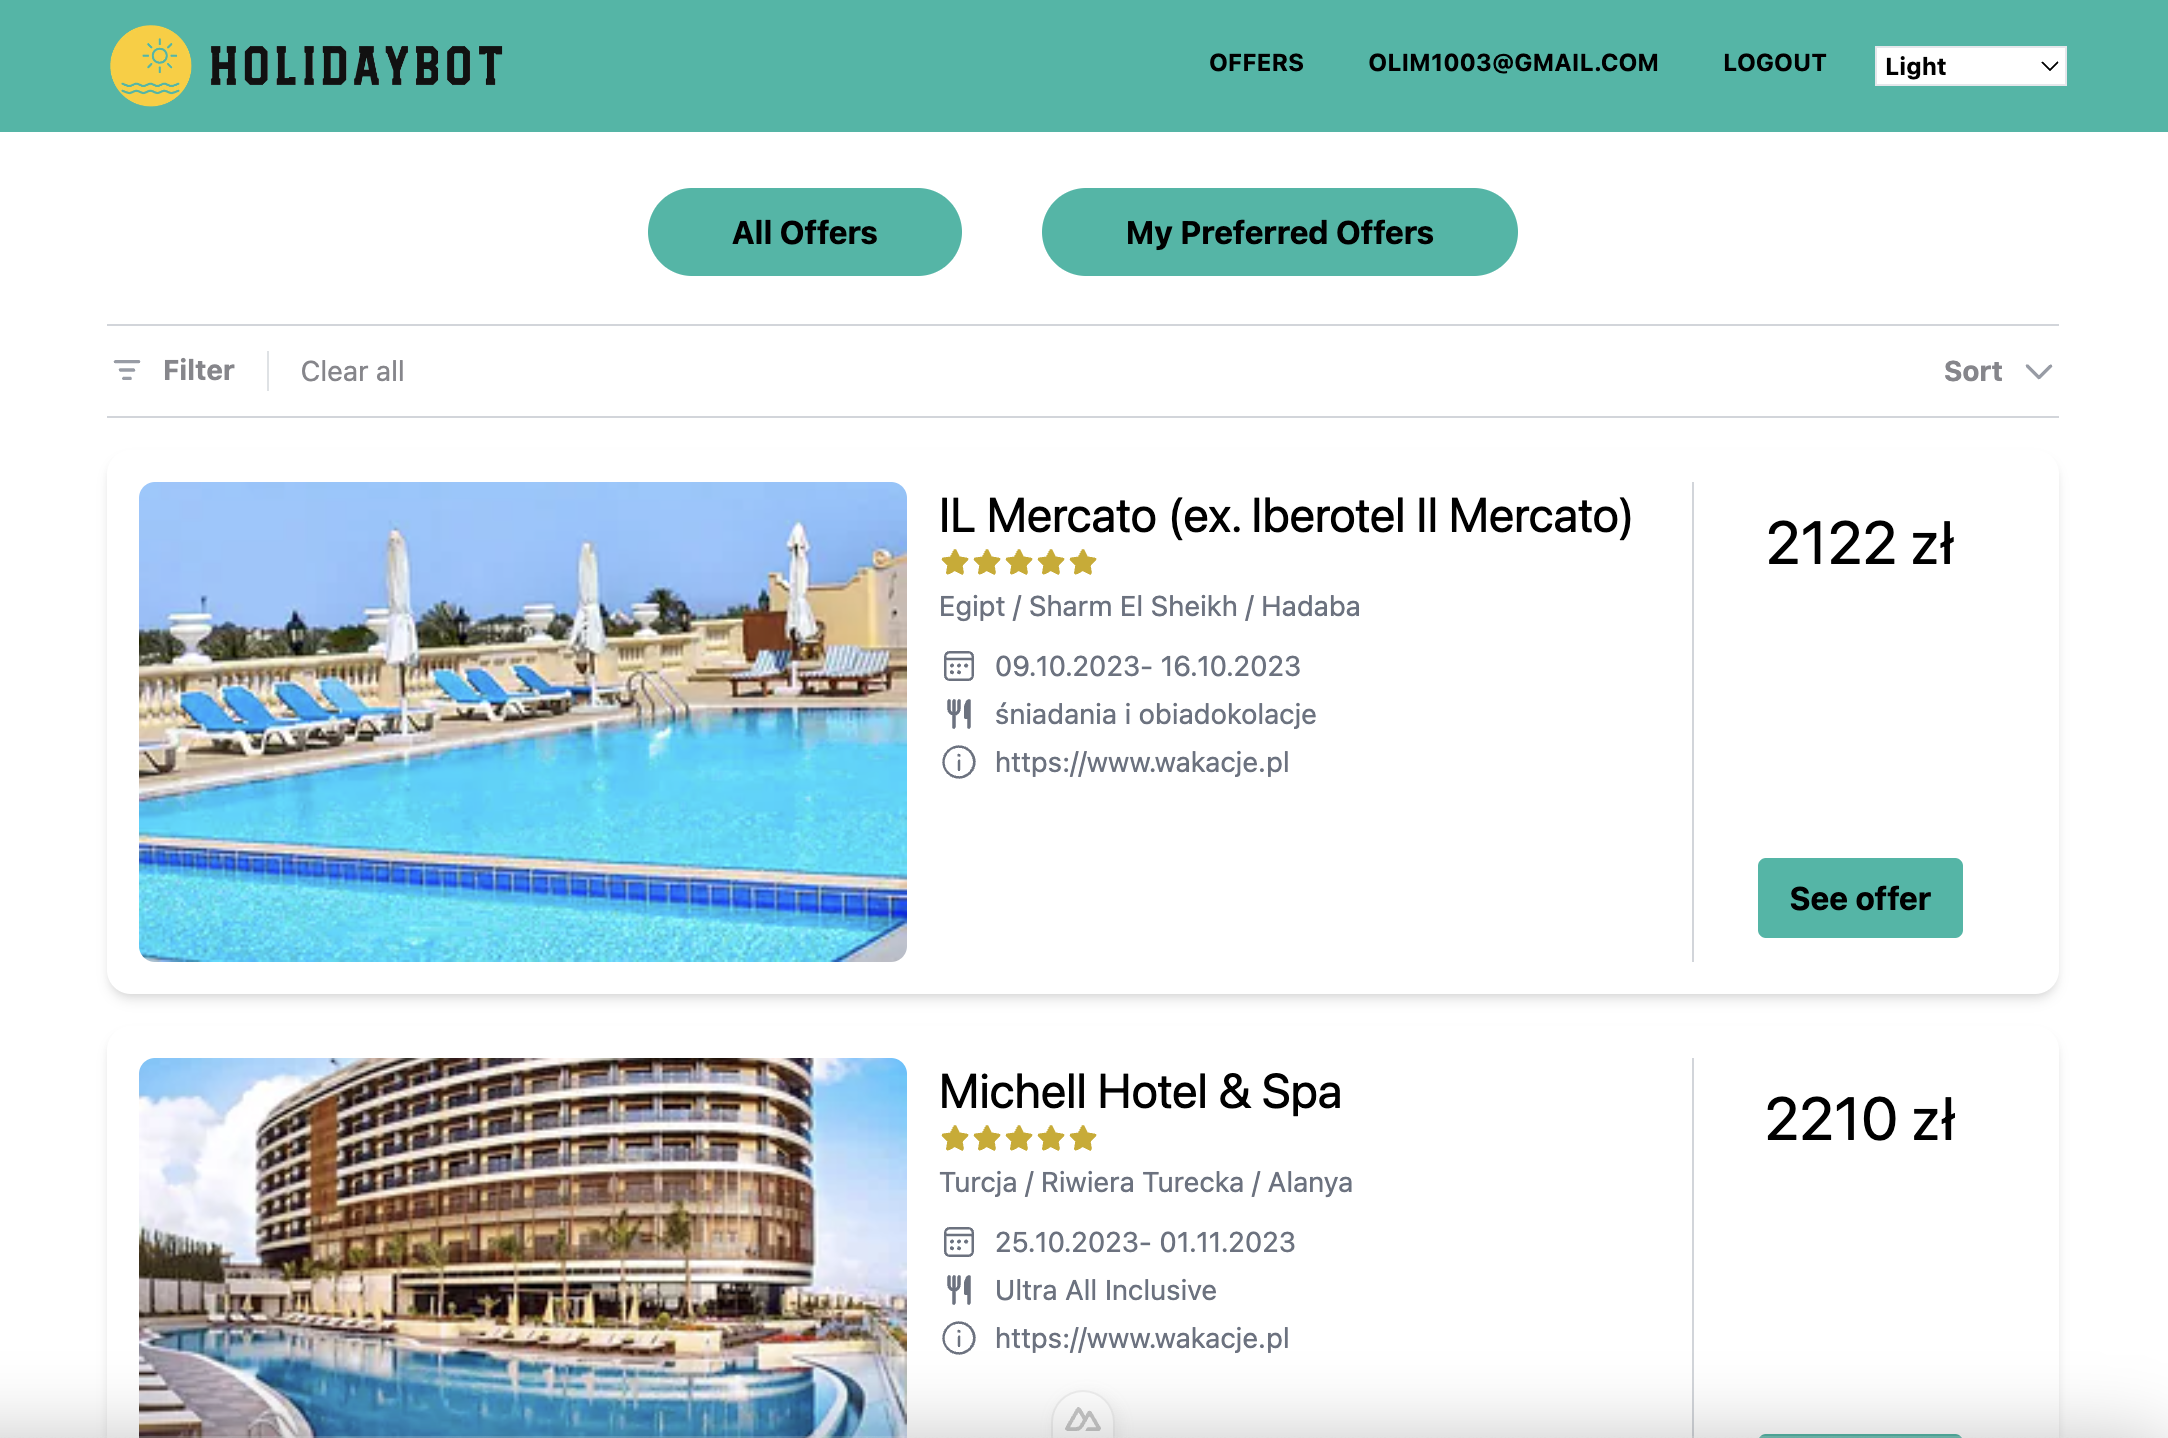 HOLIDAYBOT
OFFERS
OLIM1003@GMAIL.COM
LOGOUT
Light
All Offers
My Preferred Offers
Filter
Clear all
Sort
IL Mercato (ex. Iberotel Il Mercato)
Egipt / Sharm El Sheikh / Hadaba
09.10.2023- 16.10.2023
śniadania i obiadokolacje
https://www.wakacje.pl
2122 zł
See offer
Michell Hotel & Spa
Turcja / Riwiera Turecka / Alanya
25.10.2023- 01.11.2023
Ultra All Inclusive
https://www.wakacje.pl
2210 zł